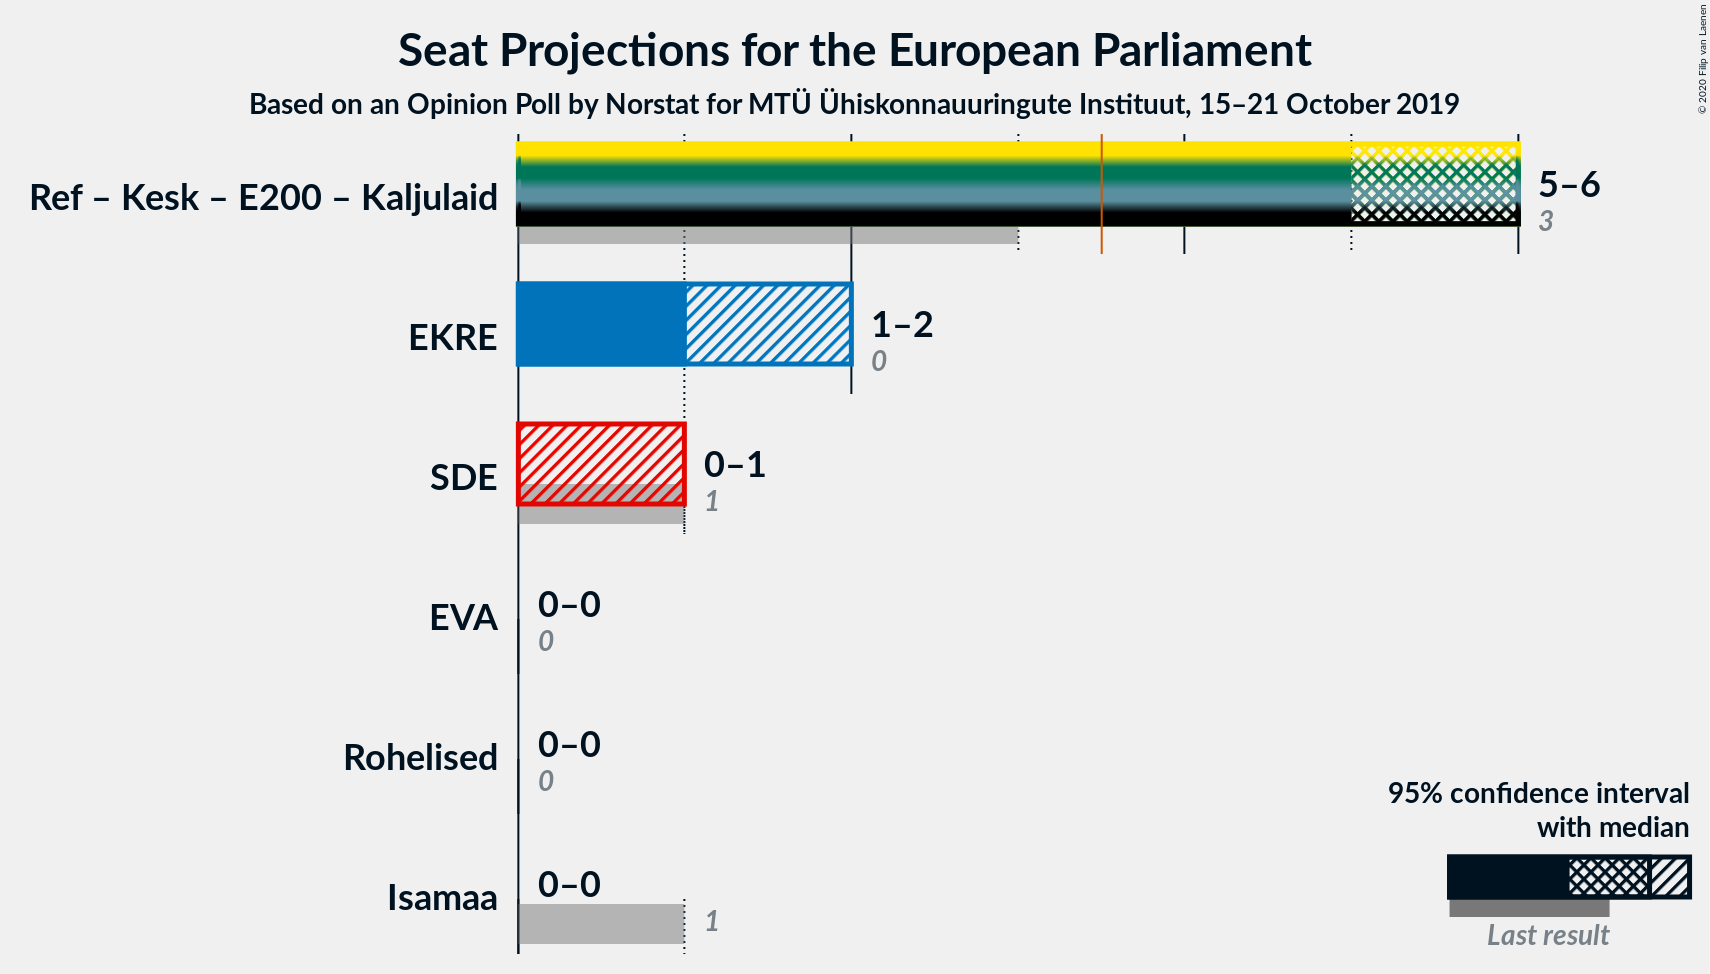 Seat Projections for the European Parliament
Based on an Opinion Poll by Norstat for MTÜ Ühiskonnauuringute Instituut, 15–21 October 2019
© 2020 Filip van Laenen
Ref – Kesk – E200 – Kaljulaid
5–6
3
EKRE
1–2
0
SDE
0–1
1
EVA
0–0
0
Rohelised
0–0
0
Isamaa
0–0
1
95% confidence interval
with median
Last result